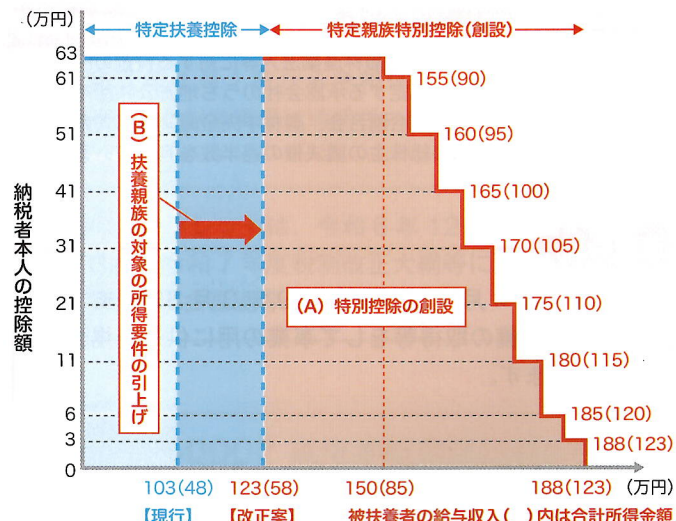 (万円)
特定扶養控除
特定親族特別控除(創設)
63
61
51
41
31
21
11
6
3
0
納税者本人の控除額
(B)扶養親族の対象の所得要件の引上げ
(A)特別控除の創設
155(90)
160(95)
165(100)
170(105)
175(110)
180(115)
185(120)
188(123)
103(48)
123(58)
150(85)
188(123)
(万円)
【現行】
【改正案】
被扶養者の給与収入( )内は合計所得金額